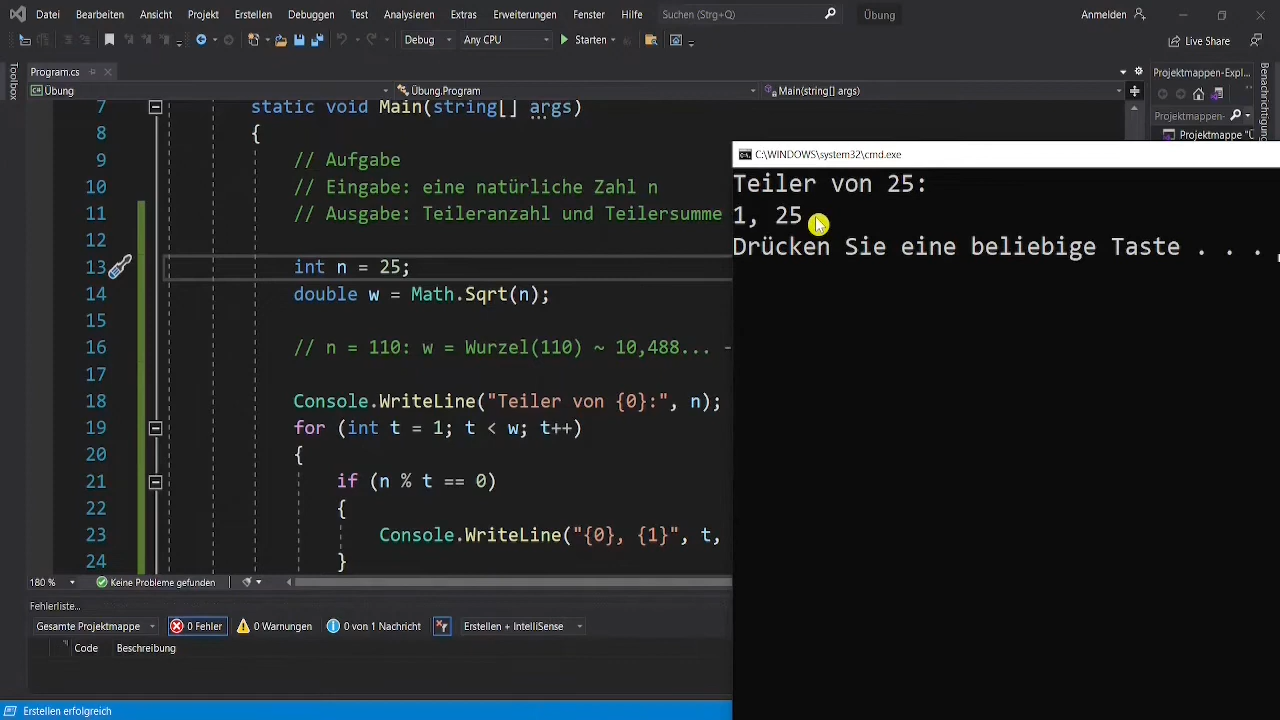 Datei Bearbeiten Ansicht Projekt Erstellen Debuggen Test Analysieren Extras Erweiterungen Fenster Hilfe Suchen (Strg+Q) Übung Anmelden
Debug Any CPU Starten Live Share
Program.cs
Projektmappen-Expl..
Toolbox
Benachrichtigungen
Übung Übung.Program Main(string[] args)
Projektmappen-
Projektmappe "
7 static void Main(string[] args)
8 {
9 // Aufgabe
10 // Eingabe: eine natürliche Zahl n
11 // Ausgabe: Teileranzahl und Teilersumme
12
13 int n = 25;
14 double w = Math.Sqrt(n);
15
16 // n = 110: w = Wurzel(110) ~ 10,488... -
17
18 Console.WriteLine("Teiler von {0}:", n);
19 for (int t = 1; t < w; t++)
20 {
21 if (n % t == 0)
22 {
23 Console.WriteLine("{0}, {1}", t,
24 }
C:\WINDOWS\system32\cmd.exe
Teiler von 25:
1, 25
Drücken Sie eine beliebige Taste . . .
180 % Keine Probleme gefunden
Fehlerliste...
Gesamte Projektmappe 0 Fehler 0 Warnungen 0 von 1 Nachricht Erstellen + IntelliSense
Code Beschreibung
Erstellen erfolgreich